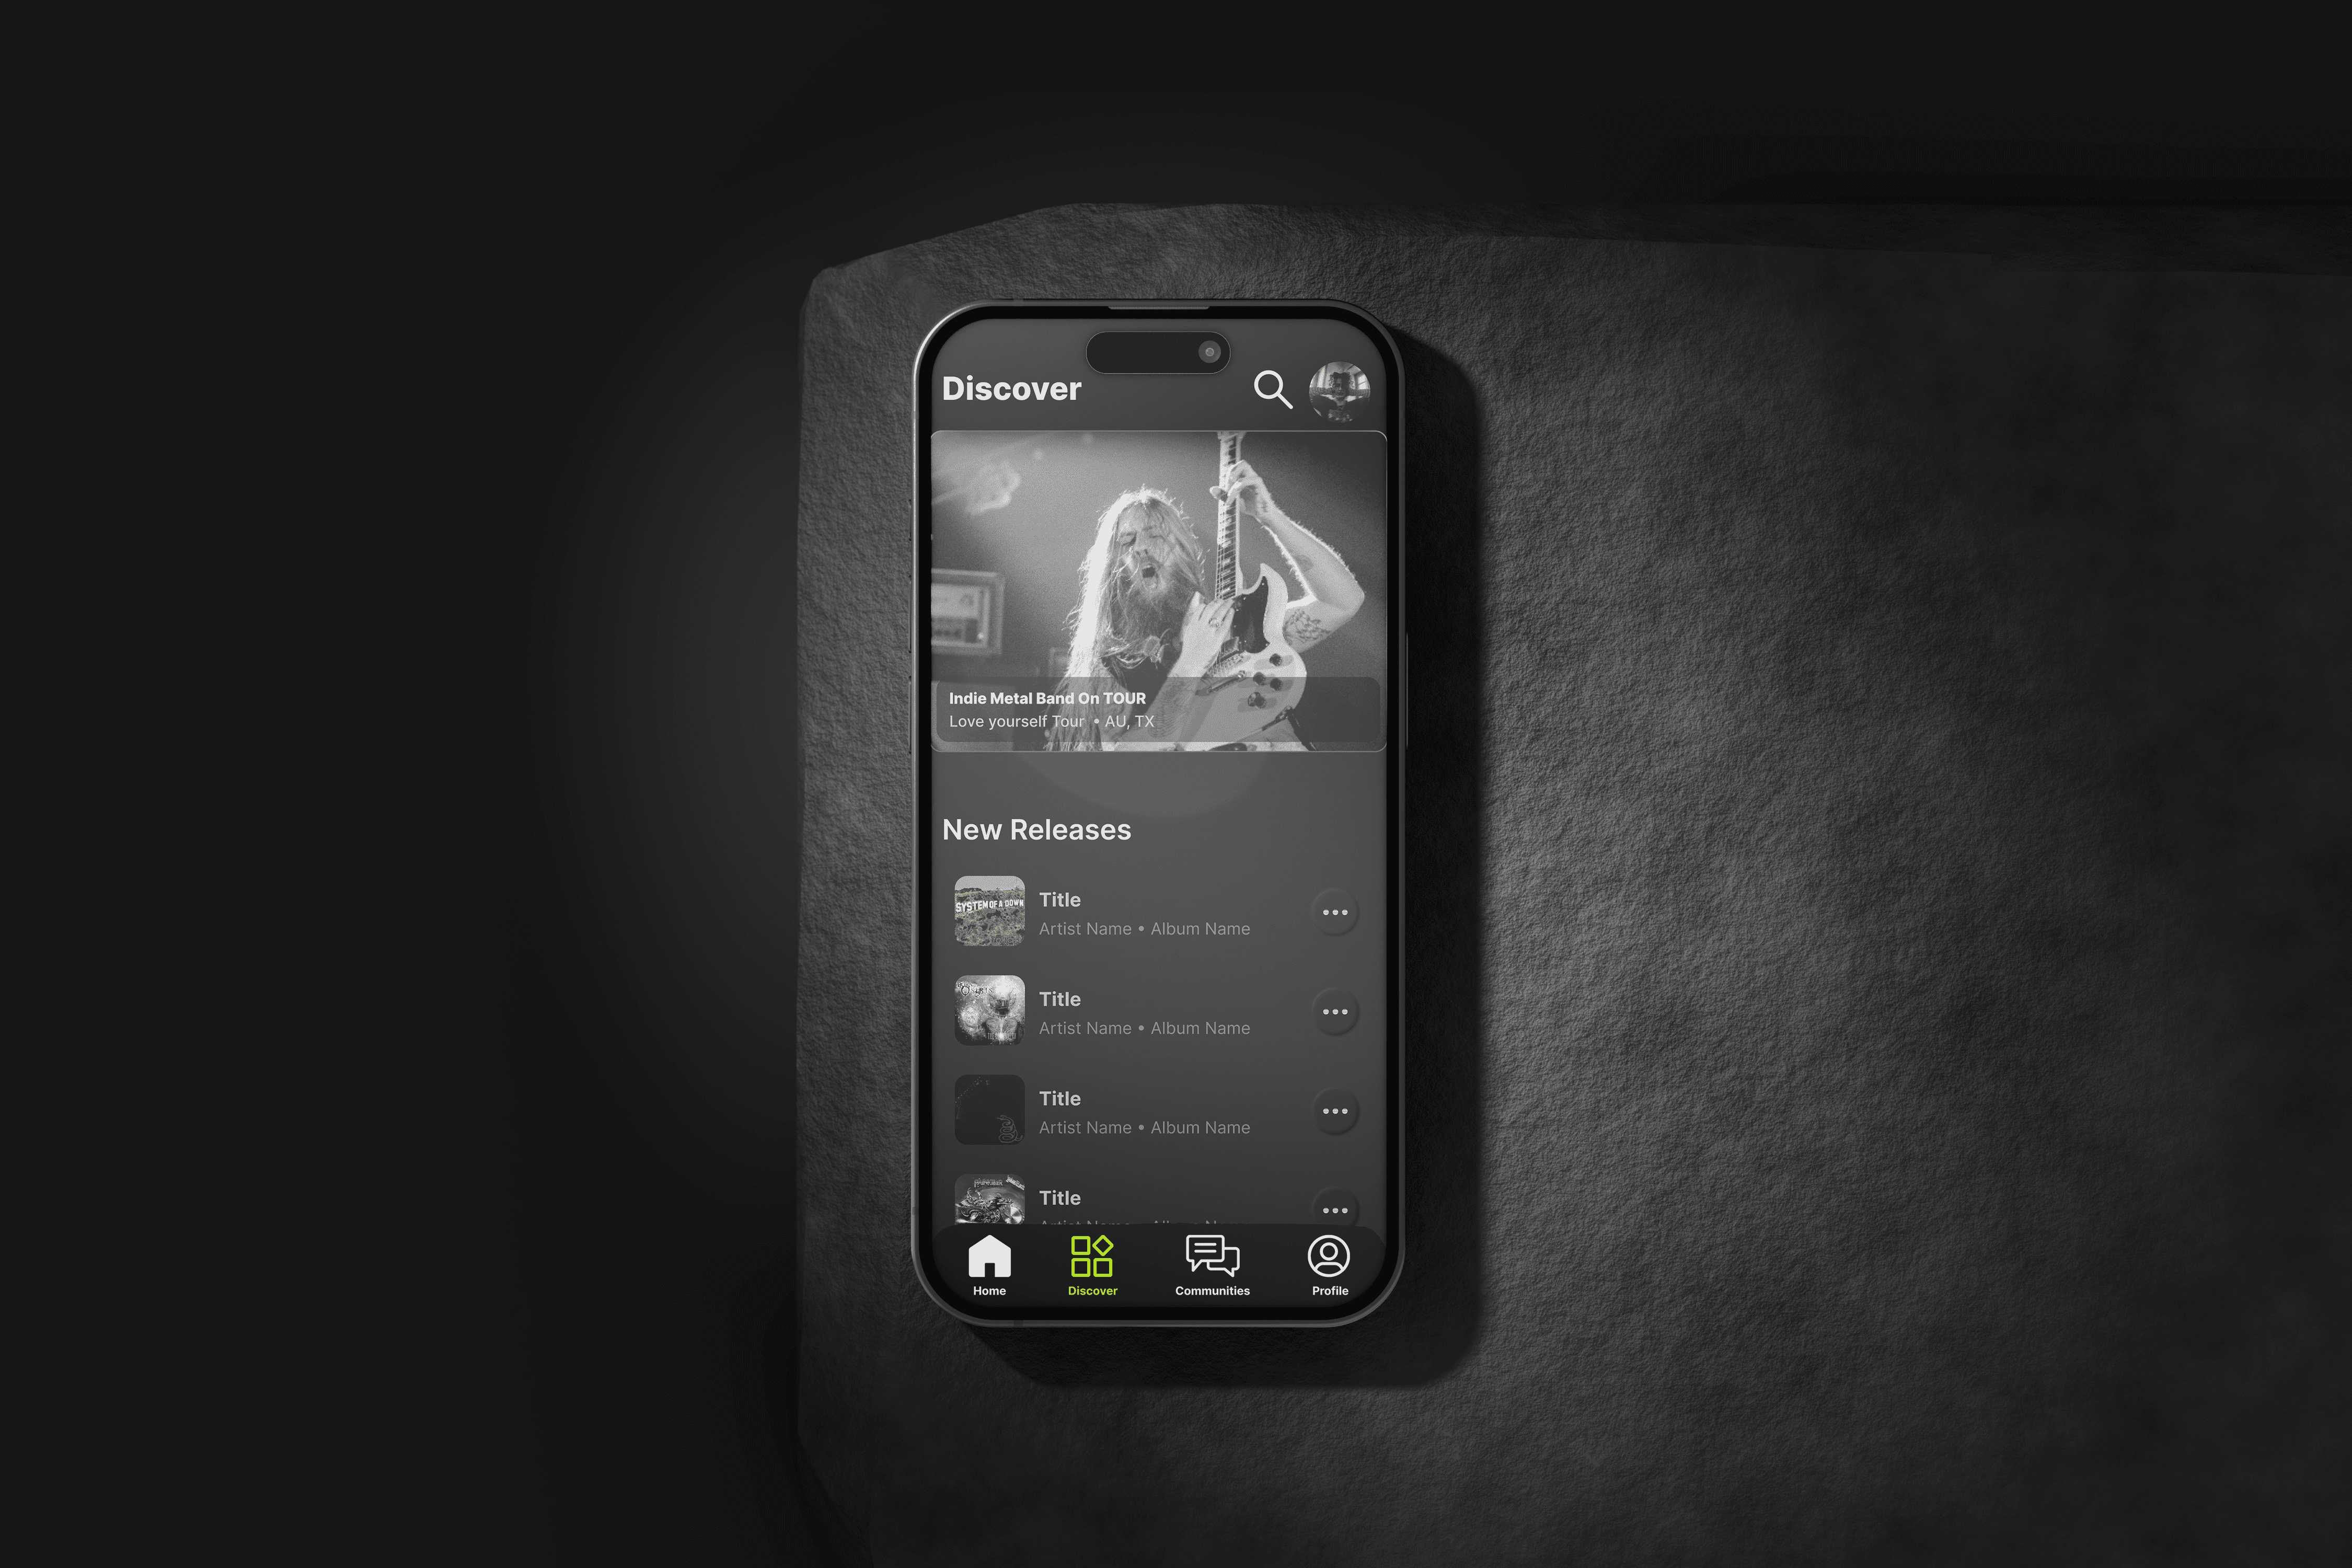 Discover
Indie Metal Band On TOUR
Love yourself Tour • AU, TX
New Releases
SYSTEM OF A DOWN
Title
Artist Name • Album Name
Title
Artist Name • Album Name
Title
Artist Name • Album Name
Title
Home
Discover
Communities
Profile